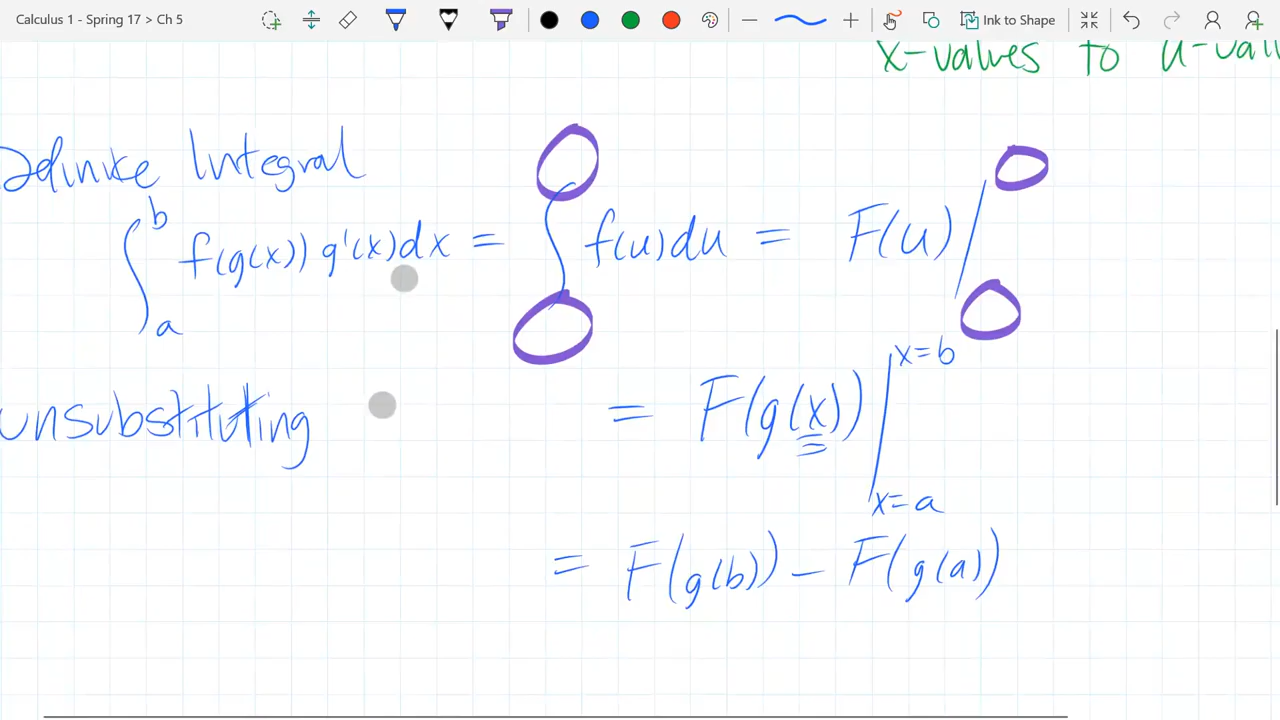 Calculus 1 - Spring 17 > Ch 5
Ink to Shape
x-values to u-val
Definite Integral
∫_a^b f(g(x)) g'(x)dx = ∫ f(u)du = F(u) |
unsubstituting
= F(g(x)) |_{x=a}^{x=b}
= F(g(b)) - F(g(a))